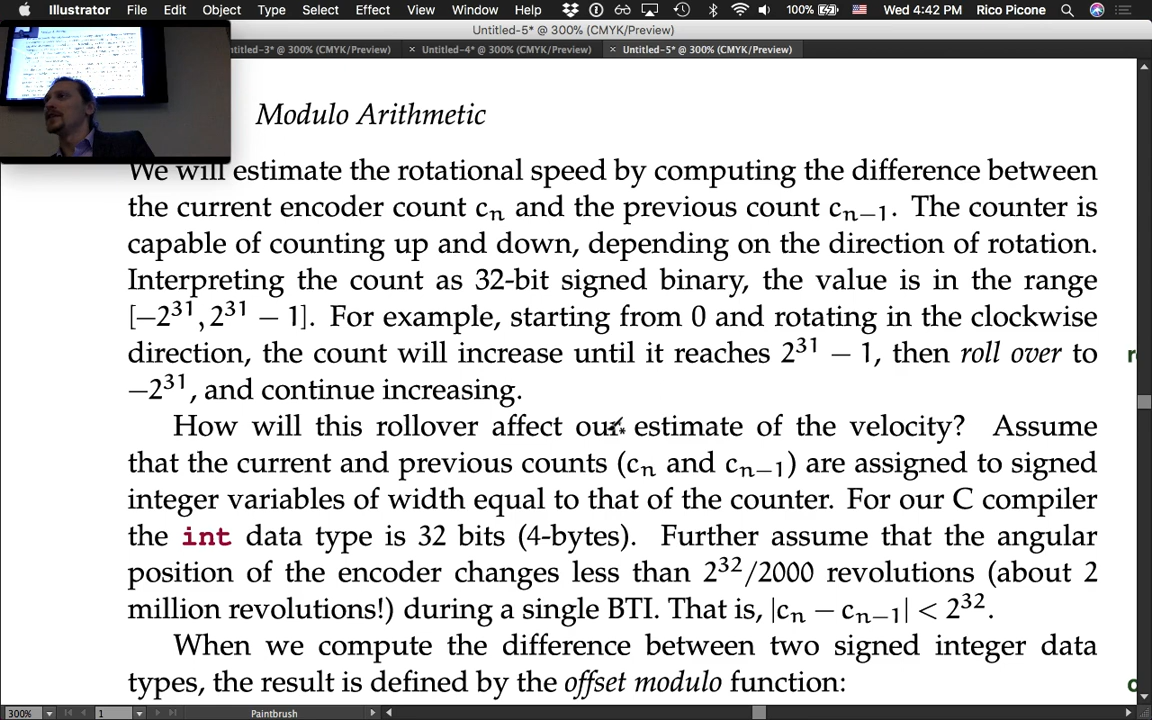 Illustrator File Edit Object Type Select Effect View Window Help 100% Wed 4:42 PM Rico Picone
Untitled-5* @ 300% (CMYK/Preview)
ntitled-3* @ 300% (CMYK/Preview) × Untitled-4* @ 300% (CMYK/Preview) × Untitled-5* @ 300% (CMYK/Preview)
Modulo Arithmetic
We will estimate the rotational speed by computing the difference between
the current encoder count cₙ and the previous count cₙ₋₁. The counter is
capable of counting up and down, depending on the direction of rotation.
Interpreting the count as 32-bit signed binary, the value is in the range
[−2³¹, 2³¹ − 1]. For example, starting from 0 and rotating in the clockwise
direction, the count will increase until it reaches 2³¹ − 1, then roll over to
−2³¹, and continue increasing.
How will this rollover affect our estimate of the velocity? Assume
that the current and previous counts (cₙ and cₙ₋₁) are assigned to signed
integer variables of width equal to that of the counter. For our C compiler
the int data type is 32 bits (4-bytes). Further assume that the angular
position of the encoder changes less than 2³²/2000 revolutions (about 2
million revolutions!) during a single BTI. That is, |cₙ − cₙ₋₁| < 2³².
When we compute the difference between two signed integer data
types, the result is defined by the offset modulo function:
300% 1 Paintbrush